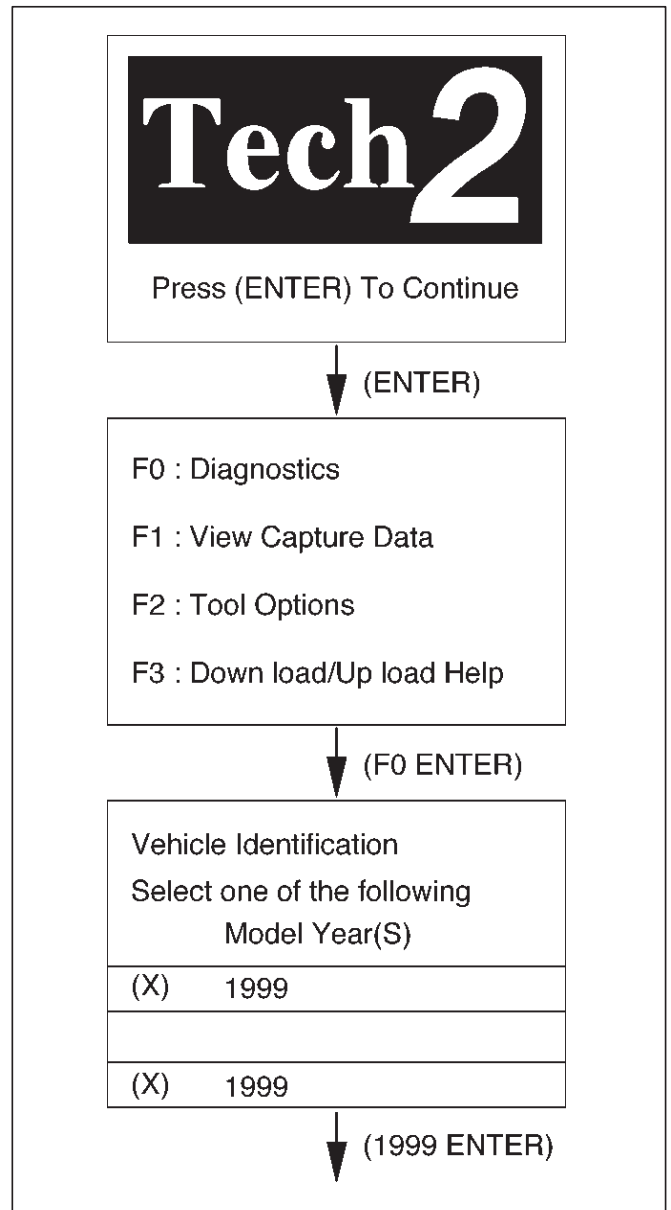 Tech2
Press (ENTER) To Continue
(ENTER)
F0 : Diagnostics
F1 : View Capture Data
F2 : Tool Options
F3 : Down load/Up load Help
(F0 ENTER)
Vehicle Identification
Select one of the following
Model Year(S)
(X) 1999
(X) 1999
(1999 ENTER)